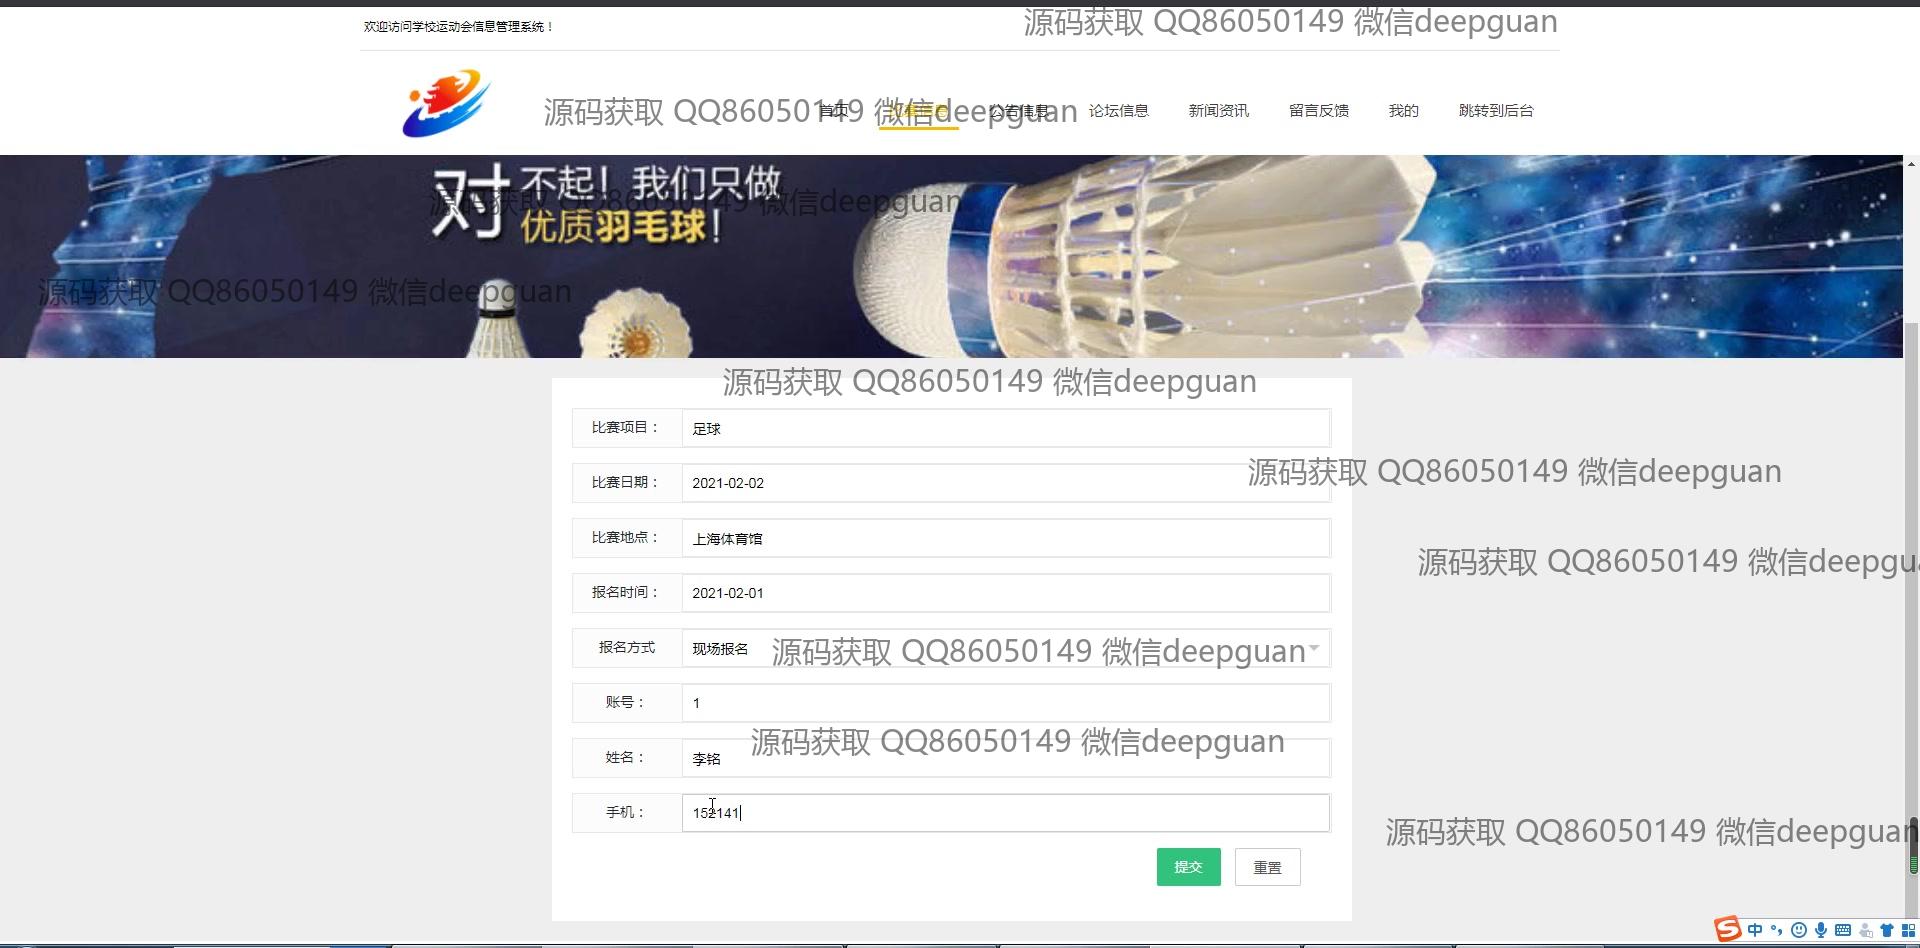 欢迎访问学校运动会信息管理系统！
源码获取 QQ86050149 微信deepguan
源码获取 QQ86050149 微信deepguan
首页
公告信息
论坛信息
新闻资讯
留言反馈
我的
跳转到后台
对不起！我们只做
优质羽毛球！
源码获取 QQ86050149 微信deepguan
源码获取 QQ86050149 微信deepguan
源码获取 QQ86050149 微信deepguan
比赛项目： 足球
源码获取 QQ86050149 微信deepguan
比赛日期： 2021-02-02
比赛地点： 上海体育馆
源码获取 QQ86050149 微信deepgua
报名时间： 2021-02-01
报名方式 现场报名
源码获取 QQ86050149 微信deepguan
账号： 1
源码获取 QQ86050149 微信deepguan
姓名： 李铭
手机： 152141
源码获取 QQ86050149 微信deepguan
提交
重置
中